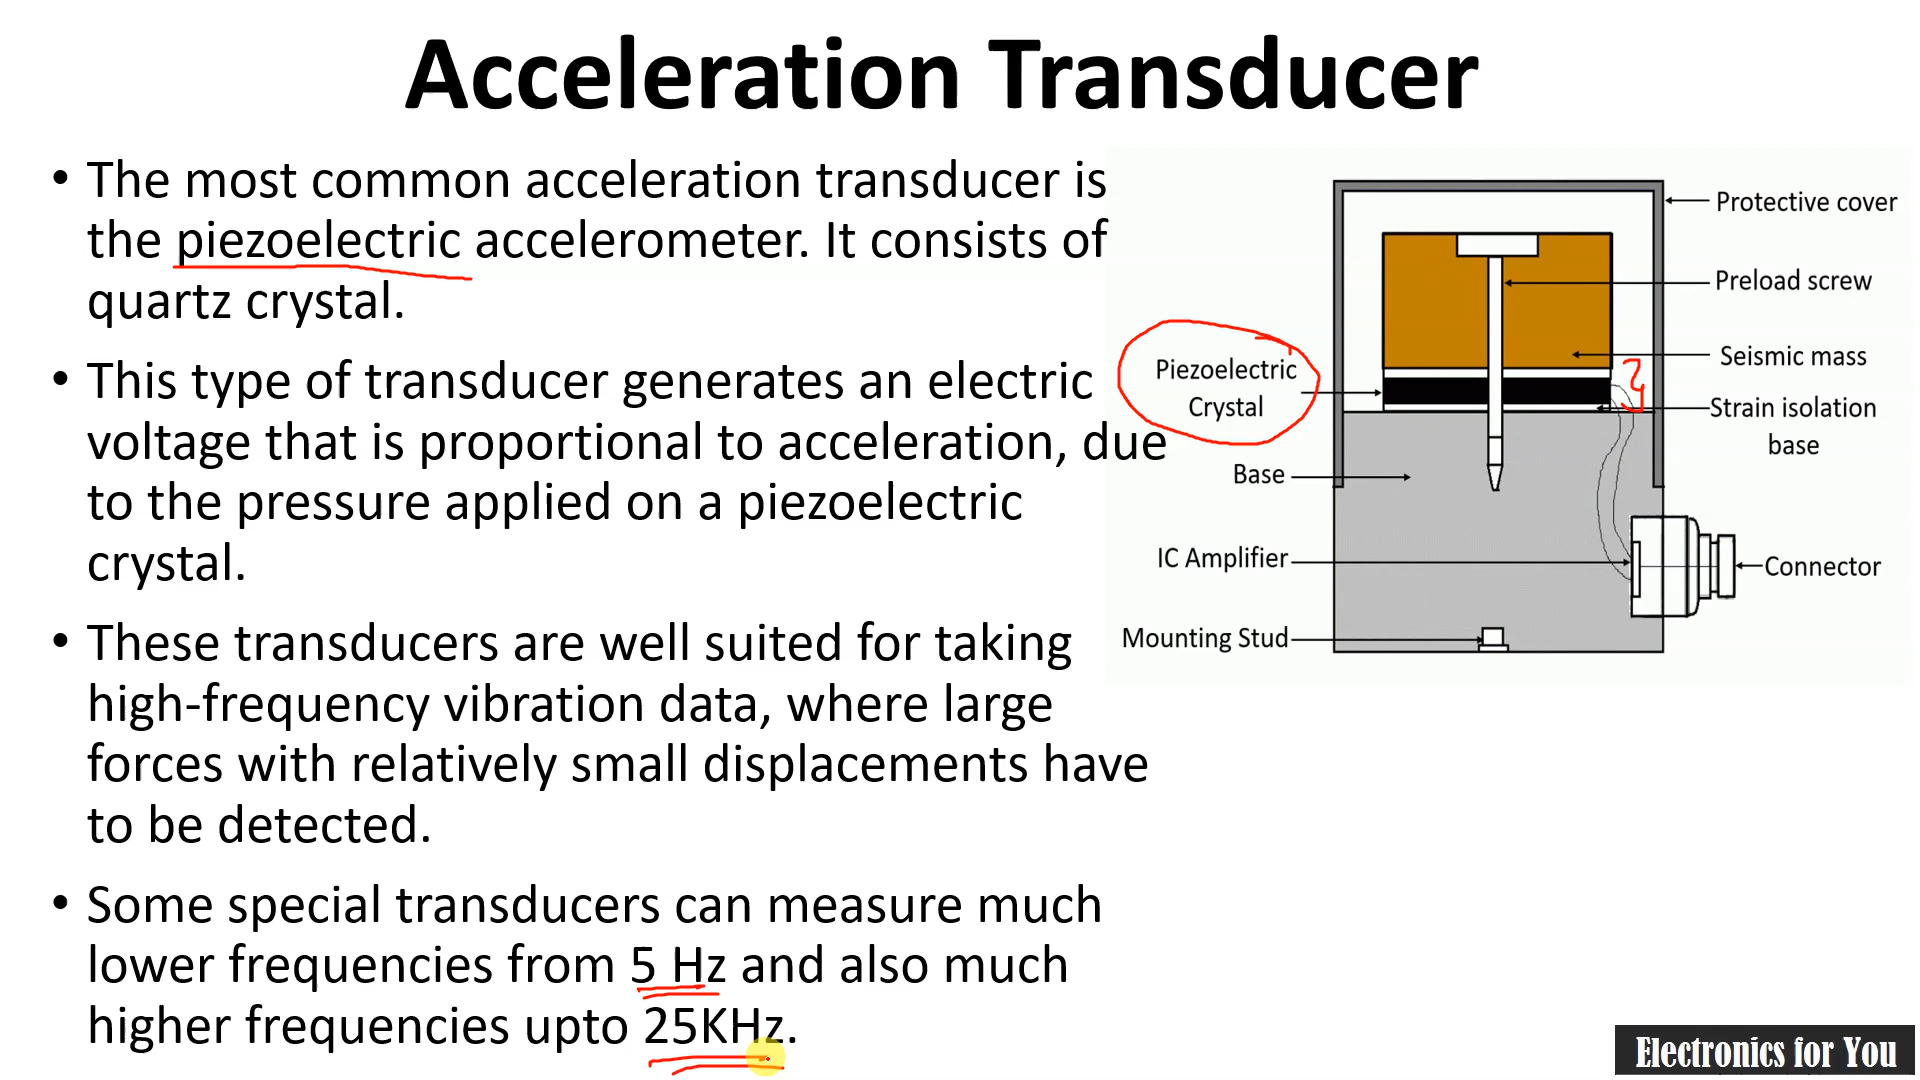 Acceleration Transducer
• The most common acceleration transducer is
the piezoelectric accelerometer. It consists of
quartz crystal.
• This type of transducer generates an electric
voltage that is proportional to acceleration, due
to the pressure applied on a piezoelectric
crystal.
• These transducers are well suited for taking
high-frequency vibration data, where large
forces with relatively small displacements have
to be detected.
• Some special transducers can measure much
lower frequencies from 5 Hz and also much
higher frequencies upto 25KHz.
Protective cover
Preload screw
Seismic mass
Piezoelectric
Crystal
Strain isolation
base
Base
IC Amplifier
Connector
Mounting Stud
Electronics for You